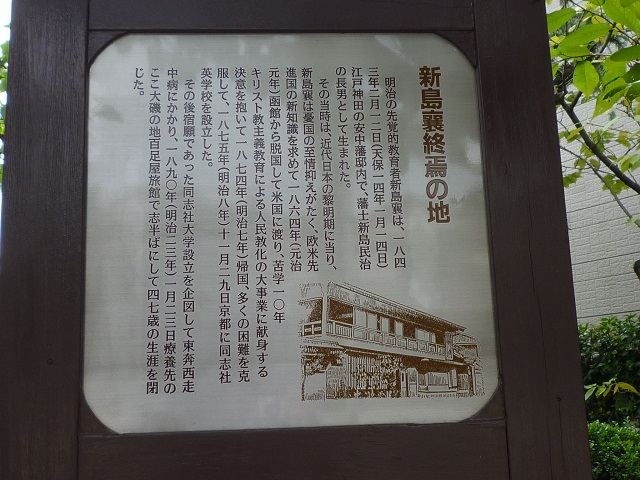 新島襄終焉の地
明治の先覚的教育者新島襄は、一八四
三年二月一二日(天保一四年一月一四日)
江戸神田の安中藩邸内で、藩士新島民治
の長男として生まれた。
その当時は、近代日本の黎明期に当り、
新島襄は憂国の至情抑えがたく、欧米先
進国の新知識を求めて一八六四年(元治
元年)函館から脱国して米国に渡り、苦学一〇年
キリスト教主義教育による人民教化の大事業に献身する
決意を抱いて一八七四年(明治七年)帰国、多くの困難を克
服して、一八七五年(明治八年)十一月二九日京都に同志社
英学校を設立した。
その後宿願であった同志社大学設立を企図して東奔西走
中病にかかり、一八九〇年(明治二三年)一月二三日療養先の
ここ大磯の地百足屋旅館で志半ばにして四七歳の生涯を閉
じた。